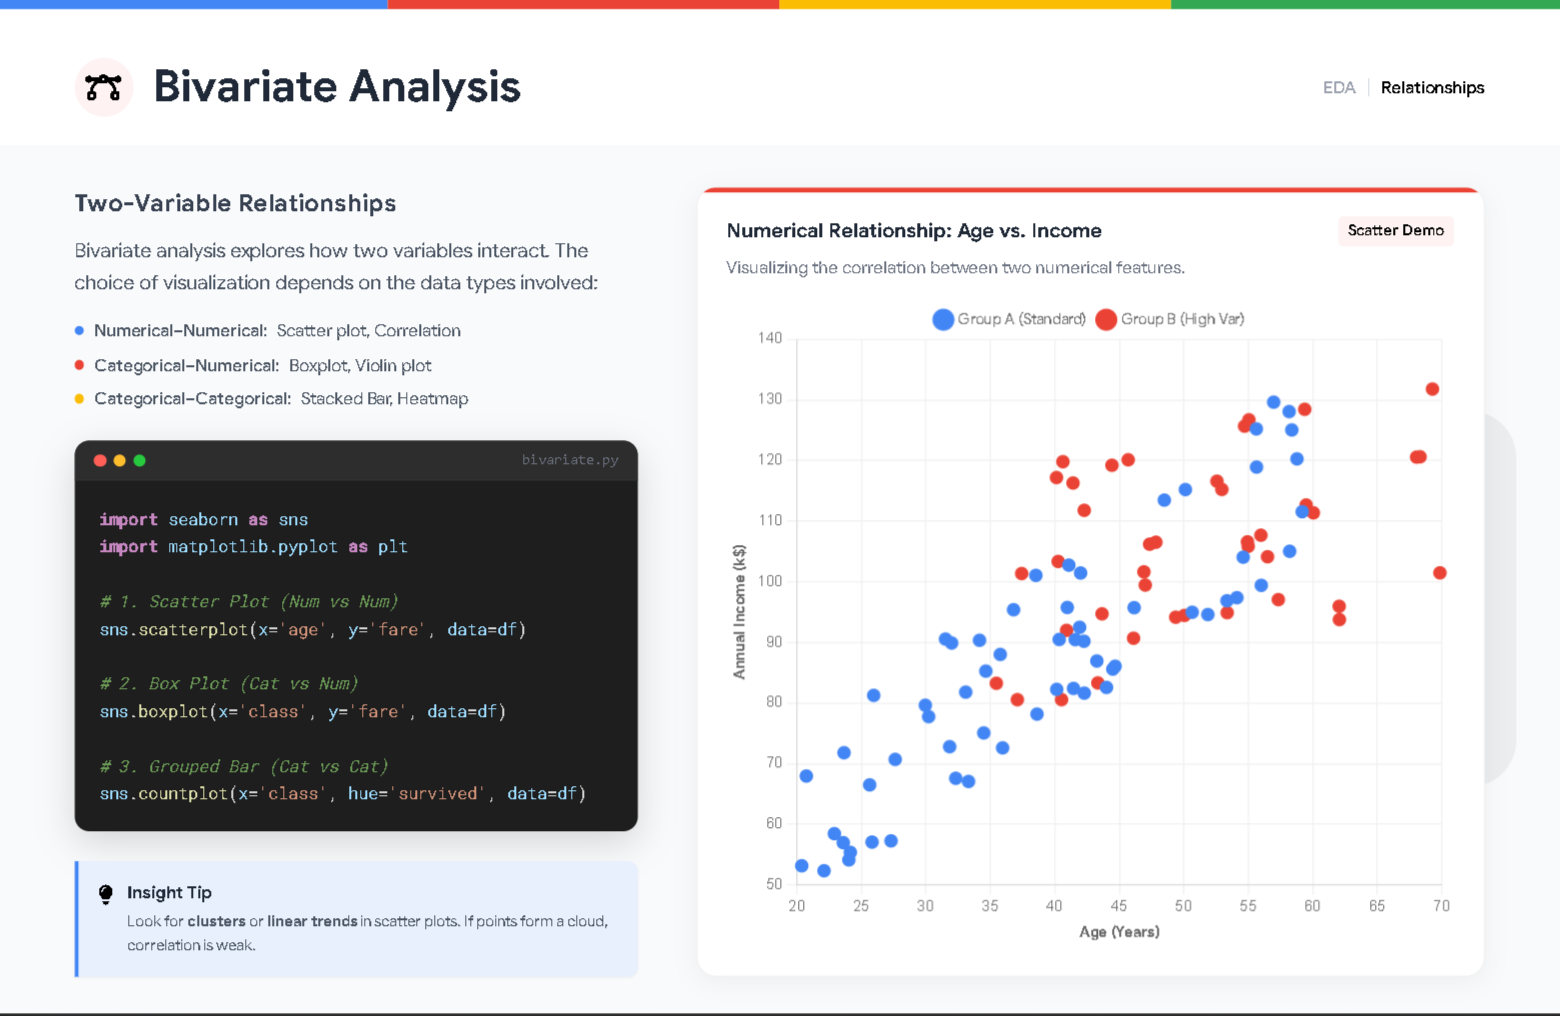 Bivariate Analysis
EDA
Relationships
Two-Variable Relationships
Bivariate analysis explores how two variables interact. The
choice of visualization depends on the data types involved:
Numerical-Numerical: Scatter plot, Correlation
Categorical-Numerical: Boxplot, Violin plot
Categorical-Categorical: Stacked Bar, Heatmap
bivariate.py
import seaborn as sns
import matplotlib.pyplot as plt
# 1. Scatter Plot (Num vs Num)
sns.scatterplot(x='age', y='fare', data=df)
# 2. Box Plot (Cat vs Num)
sns.boxplot(x='class', y='fare', data=df)
# 3. Grouped Bar (Cat vs Cat)
sns.countplot(x='class', hue='survived', data=df)
Insight Tip
Look for clusters or linear trends in scatter plots. If points form a cloud,
correlation is weak.
Numerical Relationship: Age vs. Income
Scatter Demo
Visualizing the correlation between two numerical features.
Group A (Standard)
Group B (High Var)
140
130
120
110
100
90
80
70
60
50
Annual Income (k$)
20 25 30 35 40 45 50 55 60 65 70
Age (Years)